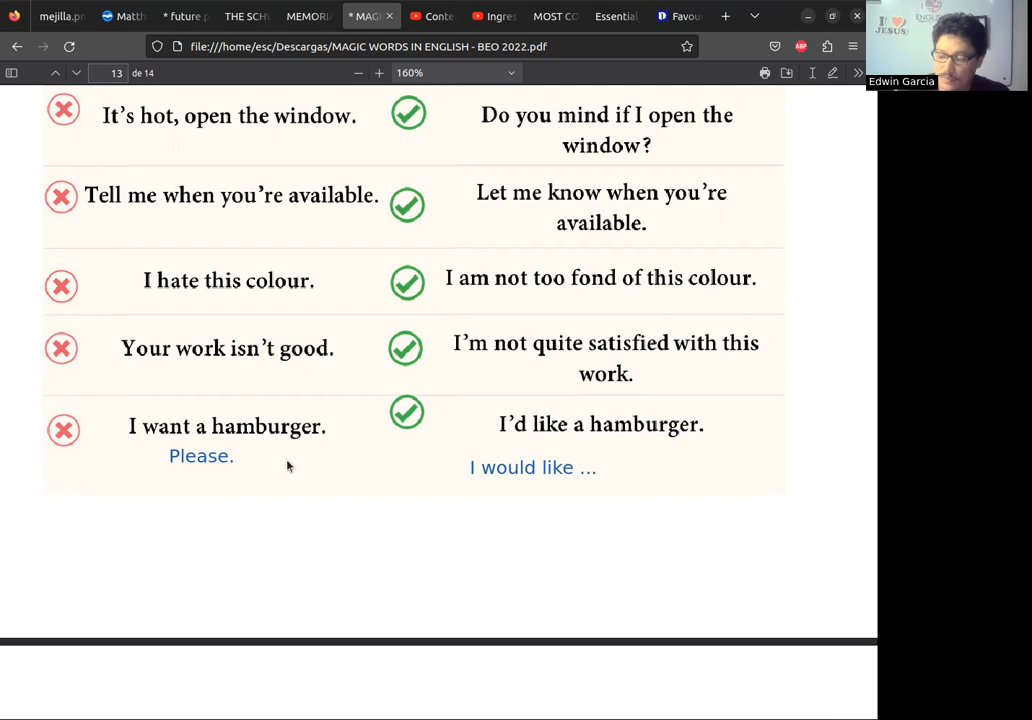 mejilla.pr
Matth
* future p
THE SCH
MEMORI
* MAGI
Conte
Ingres
MOST CO
Essential
Favou
file:///home/esc/Descargas/MAGIC WORDS IN ENGLISH - BEO 2022.pdf
ABP
13 de 14
160%
I ❤ JESUS!
ENGLISH
Edwin Garcia
It's hot, open the window.
Do you mind if I open the
window?
Tell me when you're available.
Let me know when you're
available.
I hate this colour.
I am not too fond of this colour.
Your work isn't good.
I'm not quite satisfied with this
work.
I want a hamburger.
I'd like a hamburger.
Please.
I would like ...